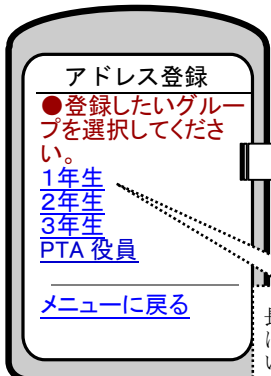 アドレス登録
●登録したいグルー
プを選択してくださ
い。
1年生
2年生
3年生
PTA 役員
メニューに戻る